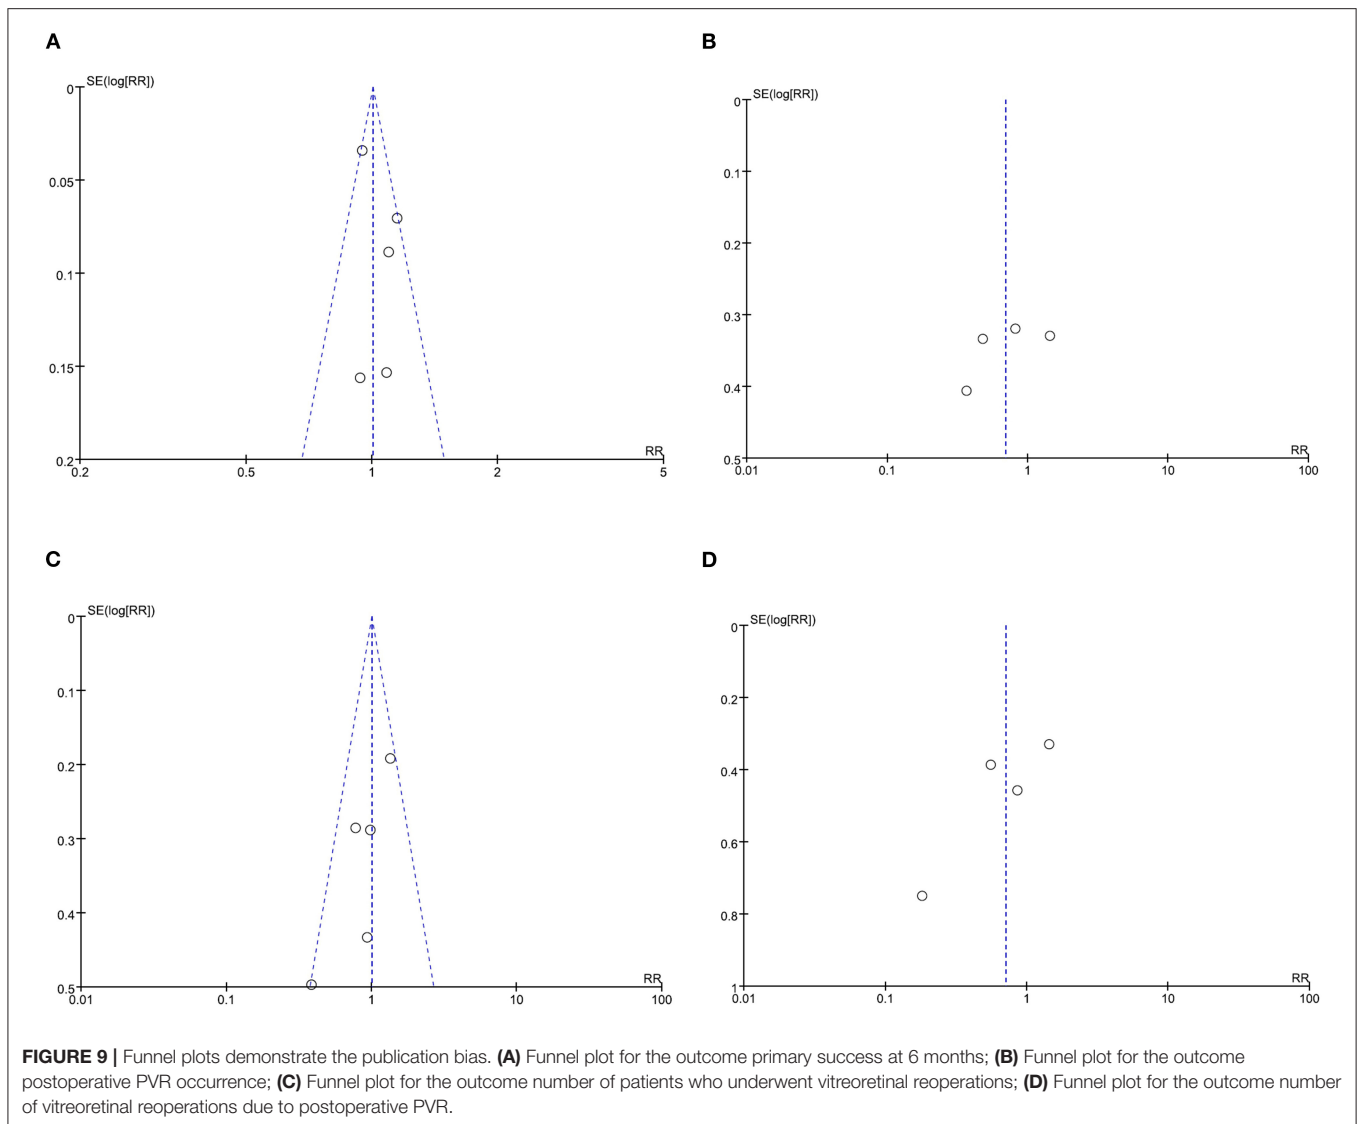 A
SE(log[RR])
0
0.05
0.1
0.15
0.2
RR
0.2 0.5 1 2 5
B
SE(log[RR])
0
0.1
0.2
0.3
0.4
0.5
RR
0.01 0.1 1 10 100
C
SE(log[RR])
0
0.1
0.2
0.3
0.4
0.5
RR
0.01 0.1 1 10 100
D
SE(log[RR])
0
0.2
0.4
0.6
0.8
1
RR
0.01 0.1 1 10 100
FIGURE 9 | Funnel plots demonstrate the publication bias. (A) Funnel plot for the outcome primary success at 6 months; (B) Funnel plot for the outcome
postoperative PVR occurrence; (C) Funnel plot for the outcome number of patients who underwent vitreoretinal reoperations; (D) Funnel plot for the outcome number
of vitreoretinal reoperations due to postoperative PVR.